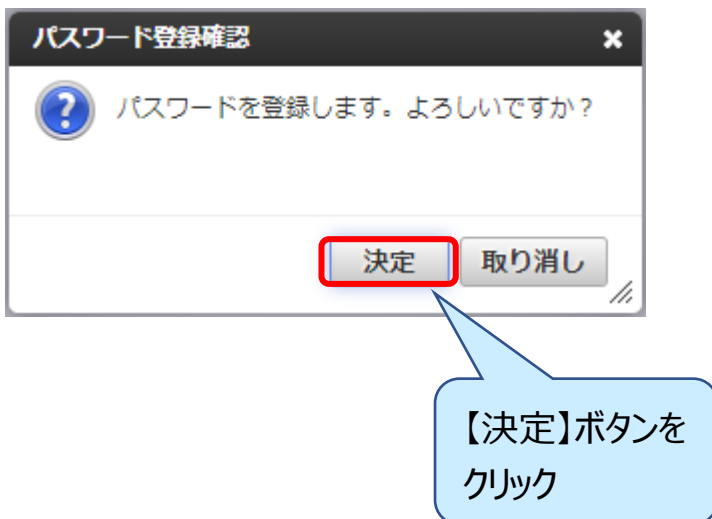 パスワード登録確認
パスワードを登録します。よろしいですか？
決定 取り消し
【決定】ボタンを
クリック